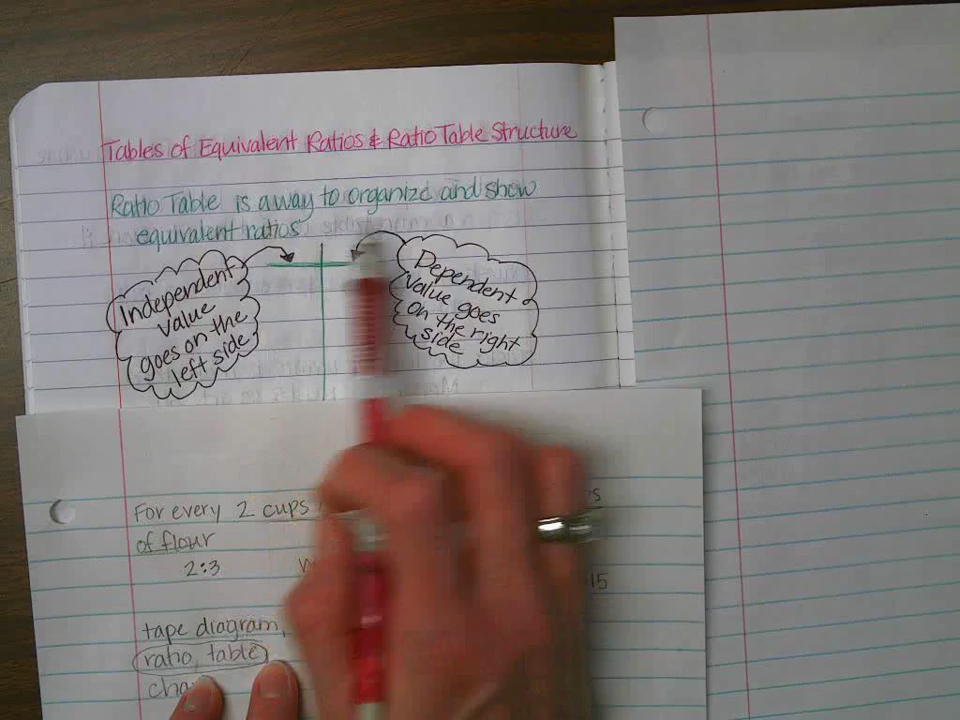 Tables of Equivalent Ratios & Ratio Table Structure
Ratio Table is a way to organize and show
equivalent ratios
Independent
value
goes on the
left side
Dependent
value goes
on the right
side
For every 2 cups
of flour
2:3
15
tape diagram,
ratio table